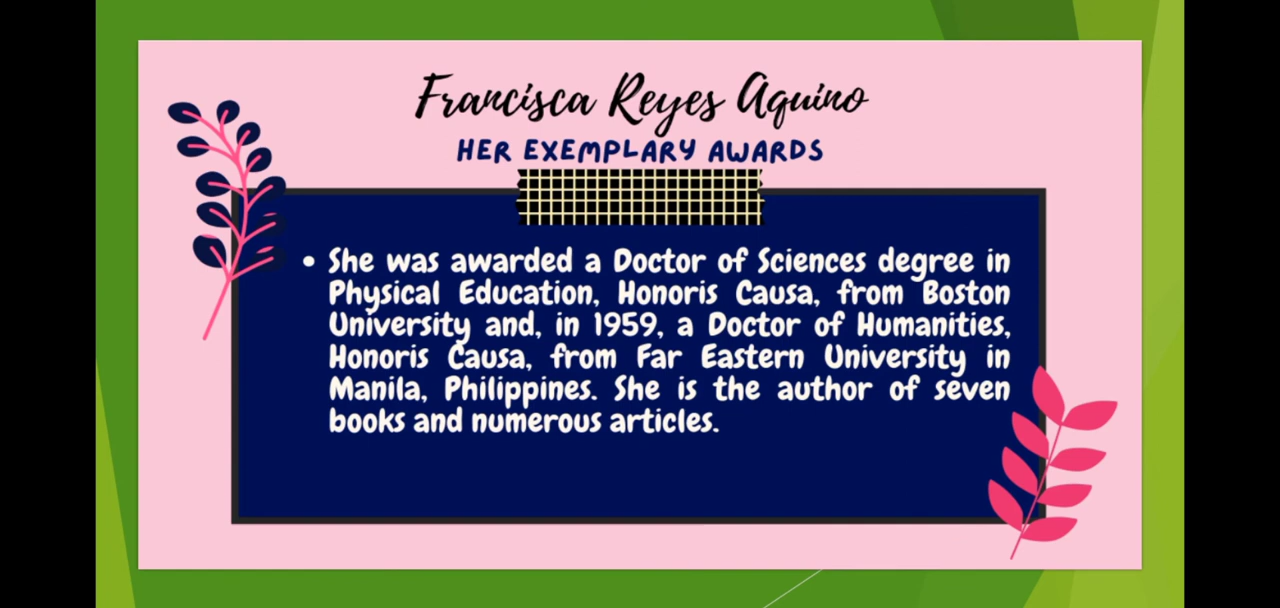 Francisca Reyes Aquino
HER EXEMPLARY AWARDS
• She was awarded a Doctor of Sciences degree in
Physical Education, Honoris Causa, from Boston
University and, in 1959, a Doctor of Humanities,
Honoris Causa, from Far Eastern University in
Manila, Philippines. She is the author of seven
books and numerous articles.